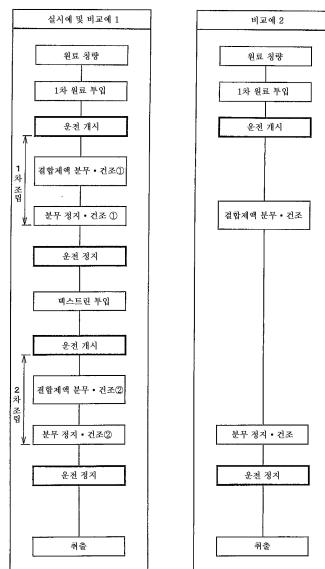 실시예 및 비교예 1
원료 칭량
1차 원료 투입
운전 개시
1차 조립
결합제액 분무・건조①
분무 정지・건조 ①
운전 정지
덱스트린 투입
운전 개시
2차 조립
결합제액 분무・건조②
분무 정지・건조②
운전 정지
취출
비교예 2
원료 칭량
1차 원료 투입
운전 개시
결합제액 분무・건조
분무 정지・건조
운전 정지
취출